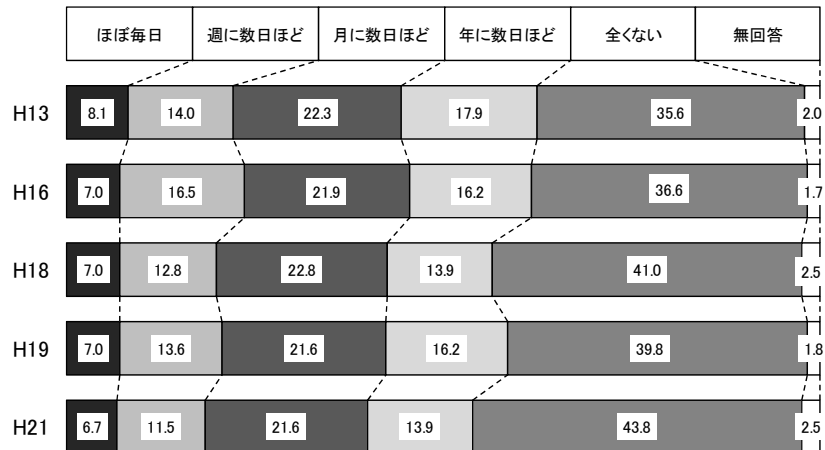 ほぼ毎日 週に数日ほど 月に数日ほど 年に数日ほど 全くない 無回答
H13 8.1 14.0 22.3 17.9 35.6 2.0
H16 7.0 16.5 21.9 16.2 36.6 1.7
H18 7.0 12.8 22.8 13.9 41.0 2.5
H19 7.0 13.6 21.6 16.2 39.8 1.8
H21 6.7 11.5 21.6 13.9 43.8 2.5